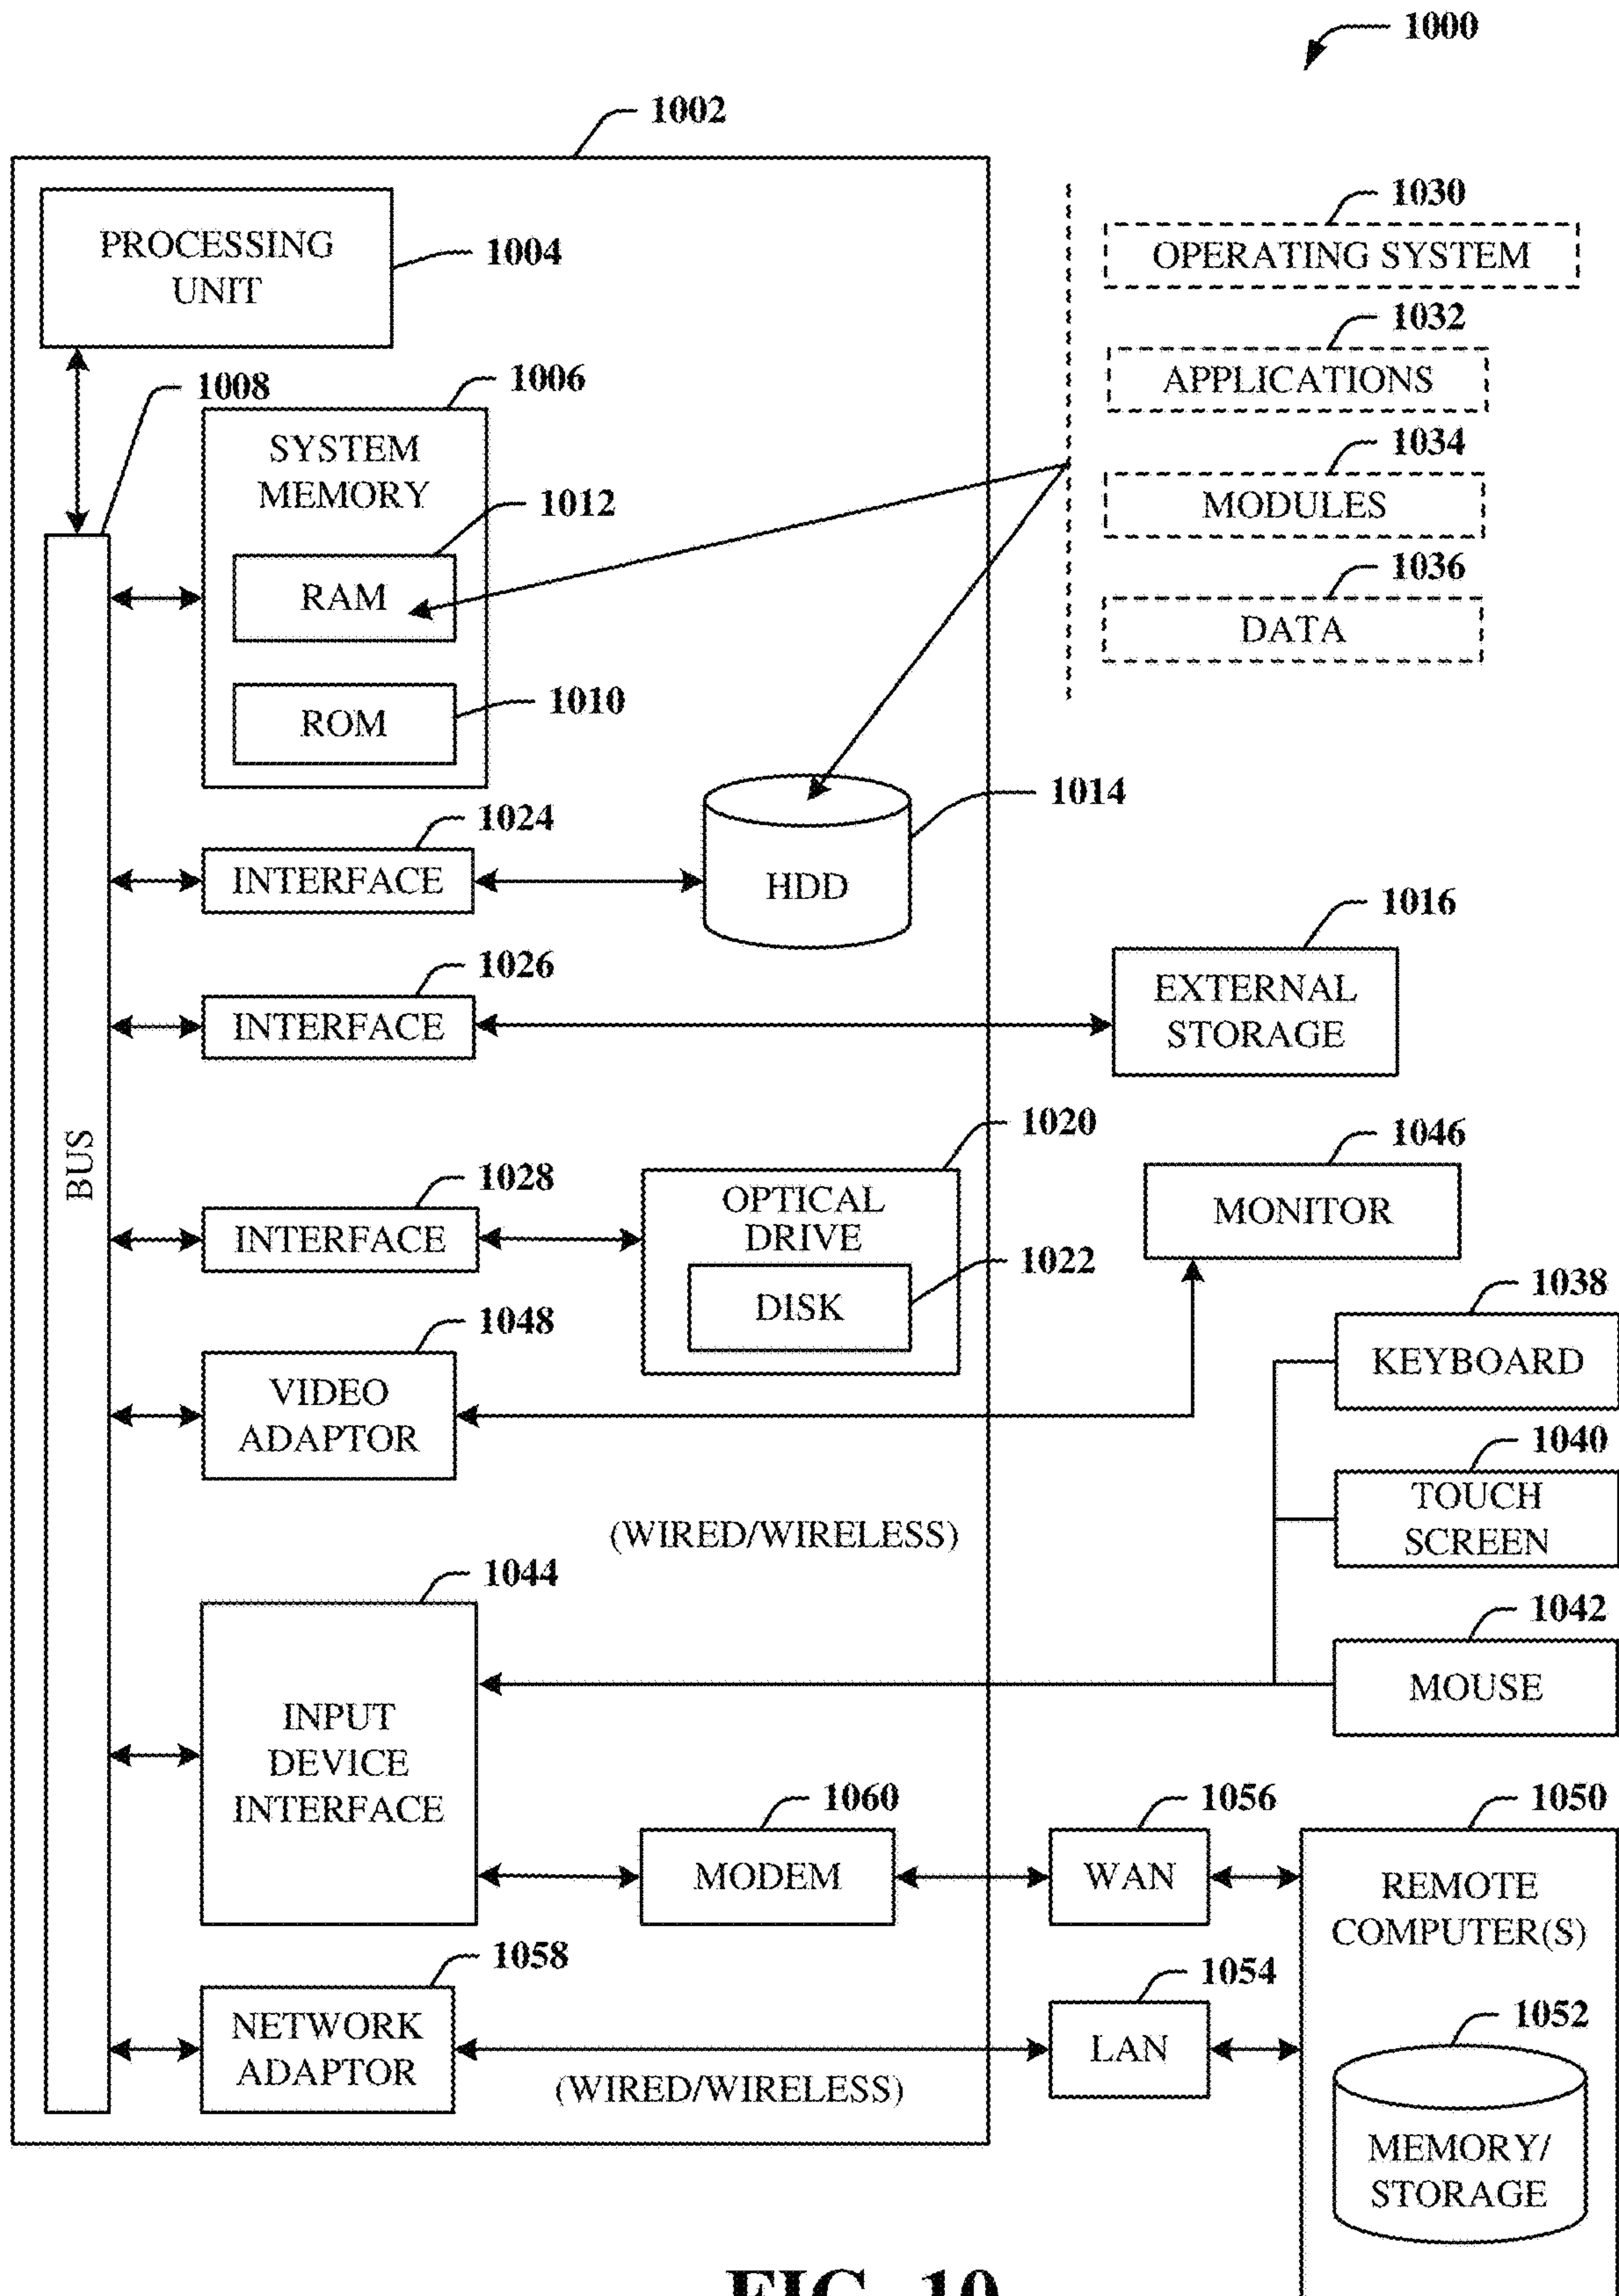 1000
1002
PROCESSING
UNIT
1004
1008
1006
SYSTEM
MEMORY
1012
RAM
ROM
1010
1030
OPERATING SYSTEM
1032
APPLICATIONS
1034
MODULES
1036
DATA
1024
INTERFACE
HDD
1014
1026
INTERFACE
1016
EXTERNAL
STORAGE
BUS
1028
INTERFACE
1020
OPTICAL
DRIVE
DISK
1022
1046
MONITOR
1048
VIDEO
ADAPTOR
1038
KEYBOARD
1040
TOUCH
SCREEN
1042
MOUSE
(WIRED/WIRELESS)
1044
INPUT
DEVICE
INTERFACE
1060
MODEM
1056
WAN
1050
REMOTE
COMPUTER(S)
1058
NETWORK
ADAPTOR
(WIRED/WIRELESS)
1054
LAN
1052
MEMORY/
STORAGE
FIG. 10